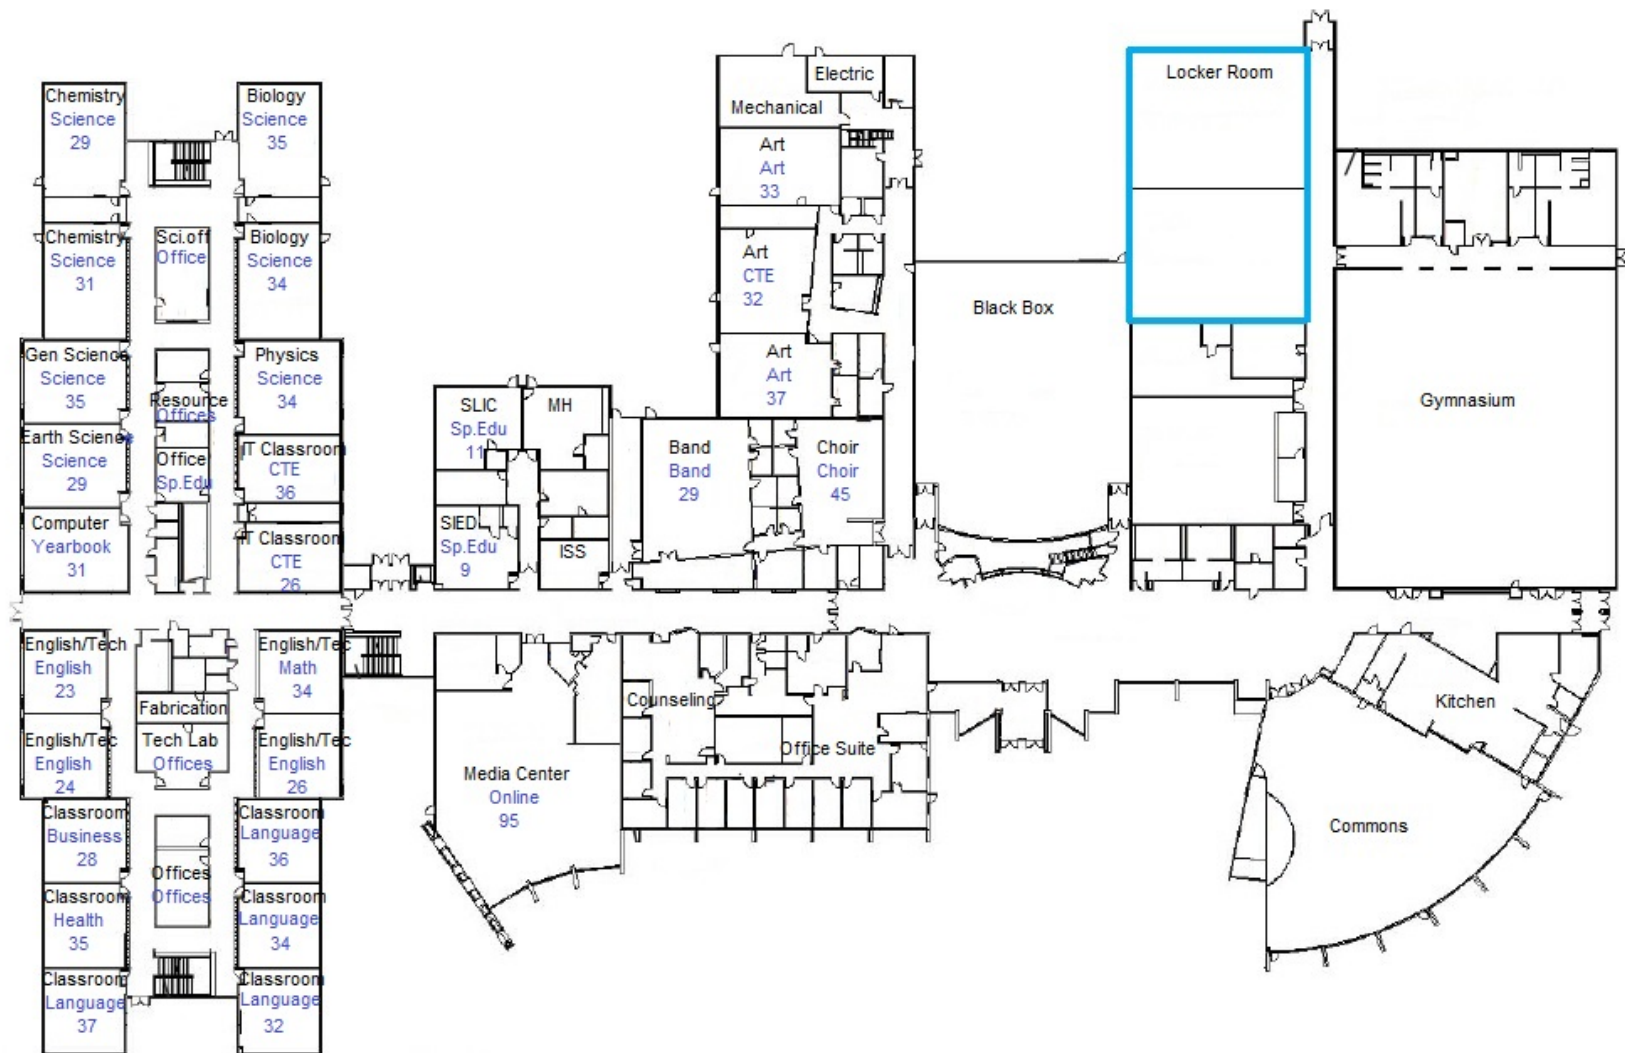 Chemistry
Science
29
Biology
Science
35
Chemistry
Science
31
Sci.off
Office
Biology
Science
34
Gen Science
Science
35
Resource
Offices
Physics
Science
34
Earth Science
Science
29
Office
Sp.Edu
IT Classroom
CTE
36
Computer
Yearbook
31
IT Classroom
CTE
26
English/Tech
English
23
Fabrication
English/Tec
Math
34
English/Tec
English
24
Tech Lab
Offices
English/Tec
English
26
Classroom
Business
28
Offices
Offices
Classroom
Language
36
Classroom
Health
35
Classroom
Language
34
Classroom
Language
37
Classroom
Language
32
SLIC
Sp.Edu
11
MH
SIED
Sp.Edu
9
ISS
Electric
Mechanical
Art
Art
33
Art
CTE
32
Art
Art
37
Band
Band
29
Choir
Choir
45
Black Box
Locker Room
Gymnasium
Counseling
Office Suite
Media Center
Online
95
Kitchen
Commons